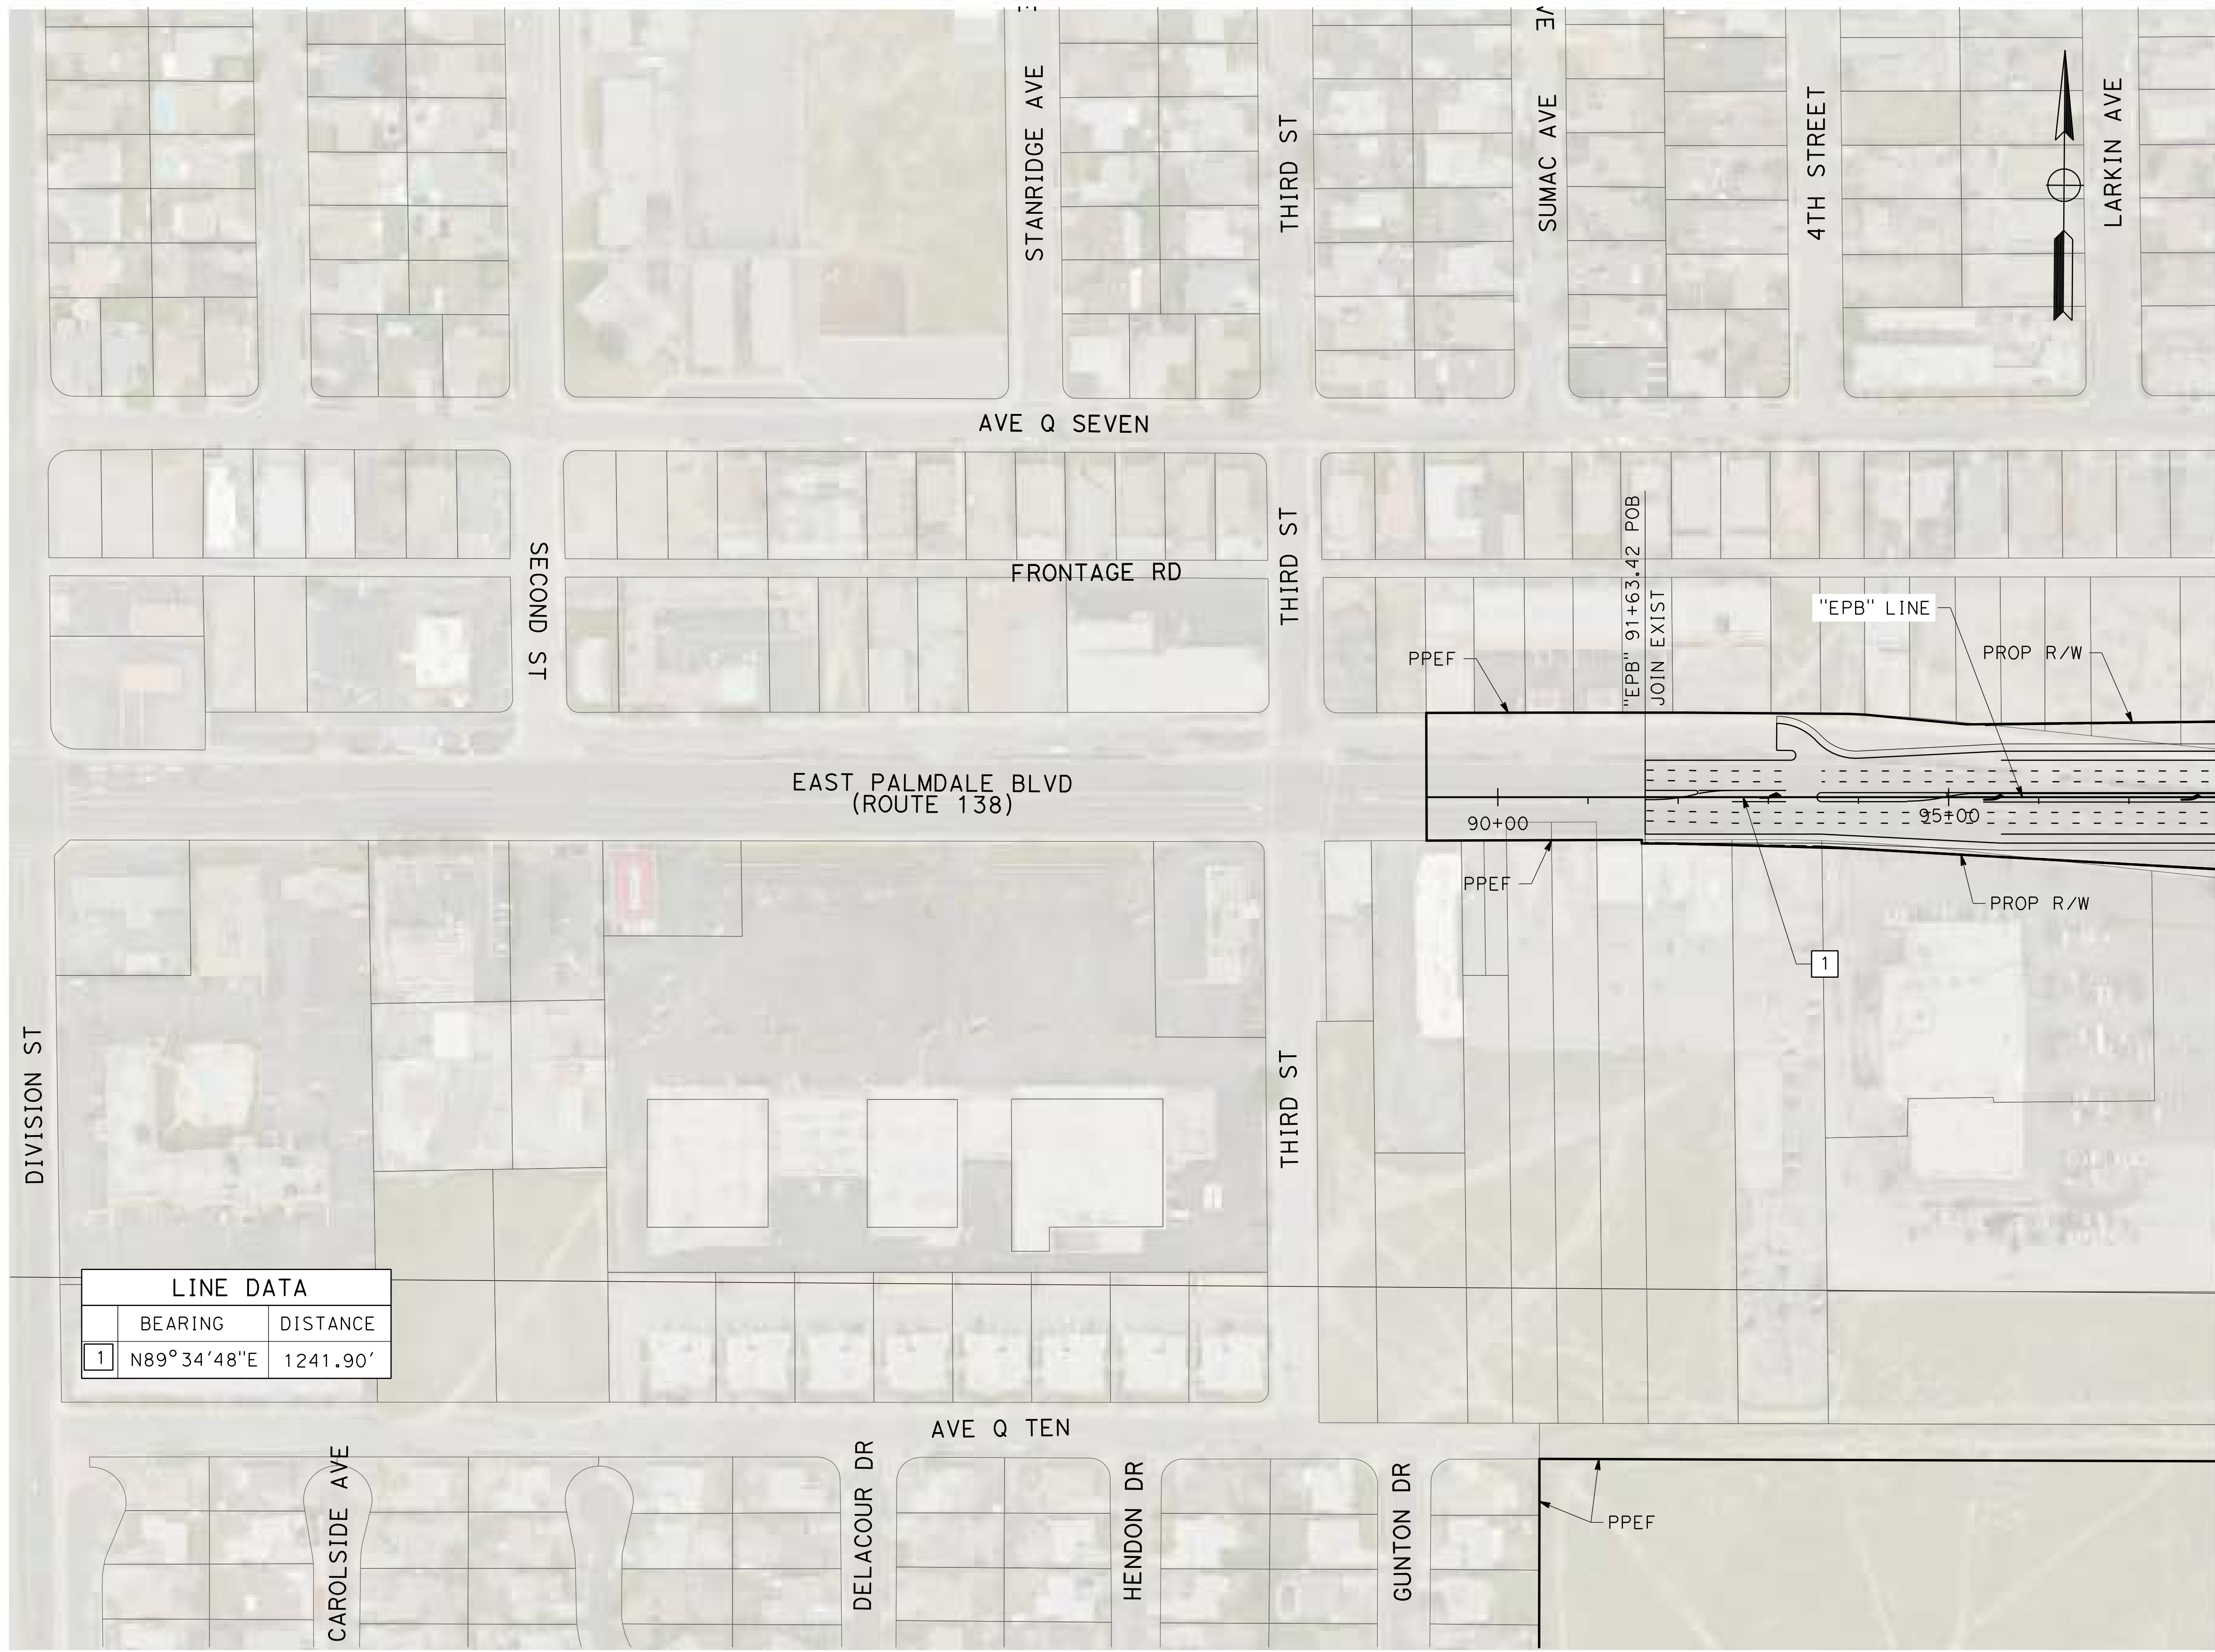 STANRIDGE AVE
THIRD ST
SUMAC AVE
VE
4TH STREET
LARKIN AVE
AVE Q SEVEN
SECOND ST
FRONTAGE RD
THIRD ST
"EPB" 91+63.42 POB
JOIN EXIST
"EPB" LINE
PROP R/W
PPEF
EAST PALMDALE BLVD
(ROUTE 138)
90+00
95+00
PPEF
PROP R/W
1
DIVISION ST
THIRD ST
LINE DATA
BEARING DISTANCE
1 N89°34'48"E 1241.90'
AVE Q TEN
CAROLSIDE AVE
DELACOUR DR
HENDON DR
GUNTON DR
PPEF